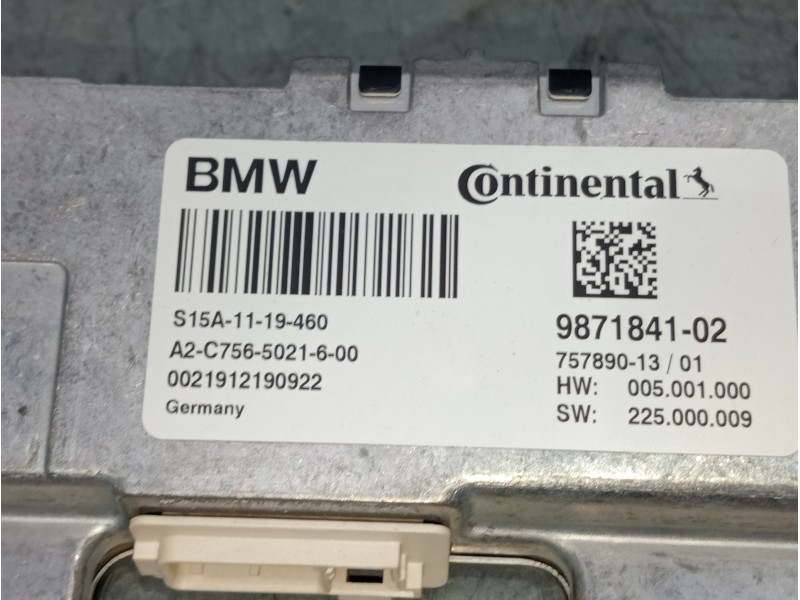 BMW
Continental
S15A-11-19-460
A2-C756-5021-6-00
0021912190922
Germany
9871841-02
757890-13 / 01
HW: 005.001.000
SW: 225.000.009